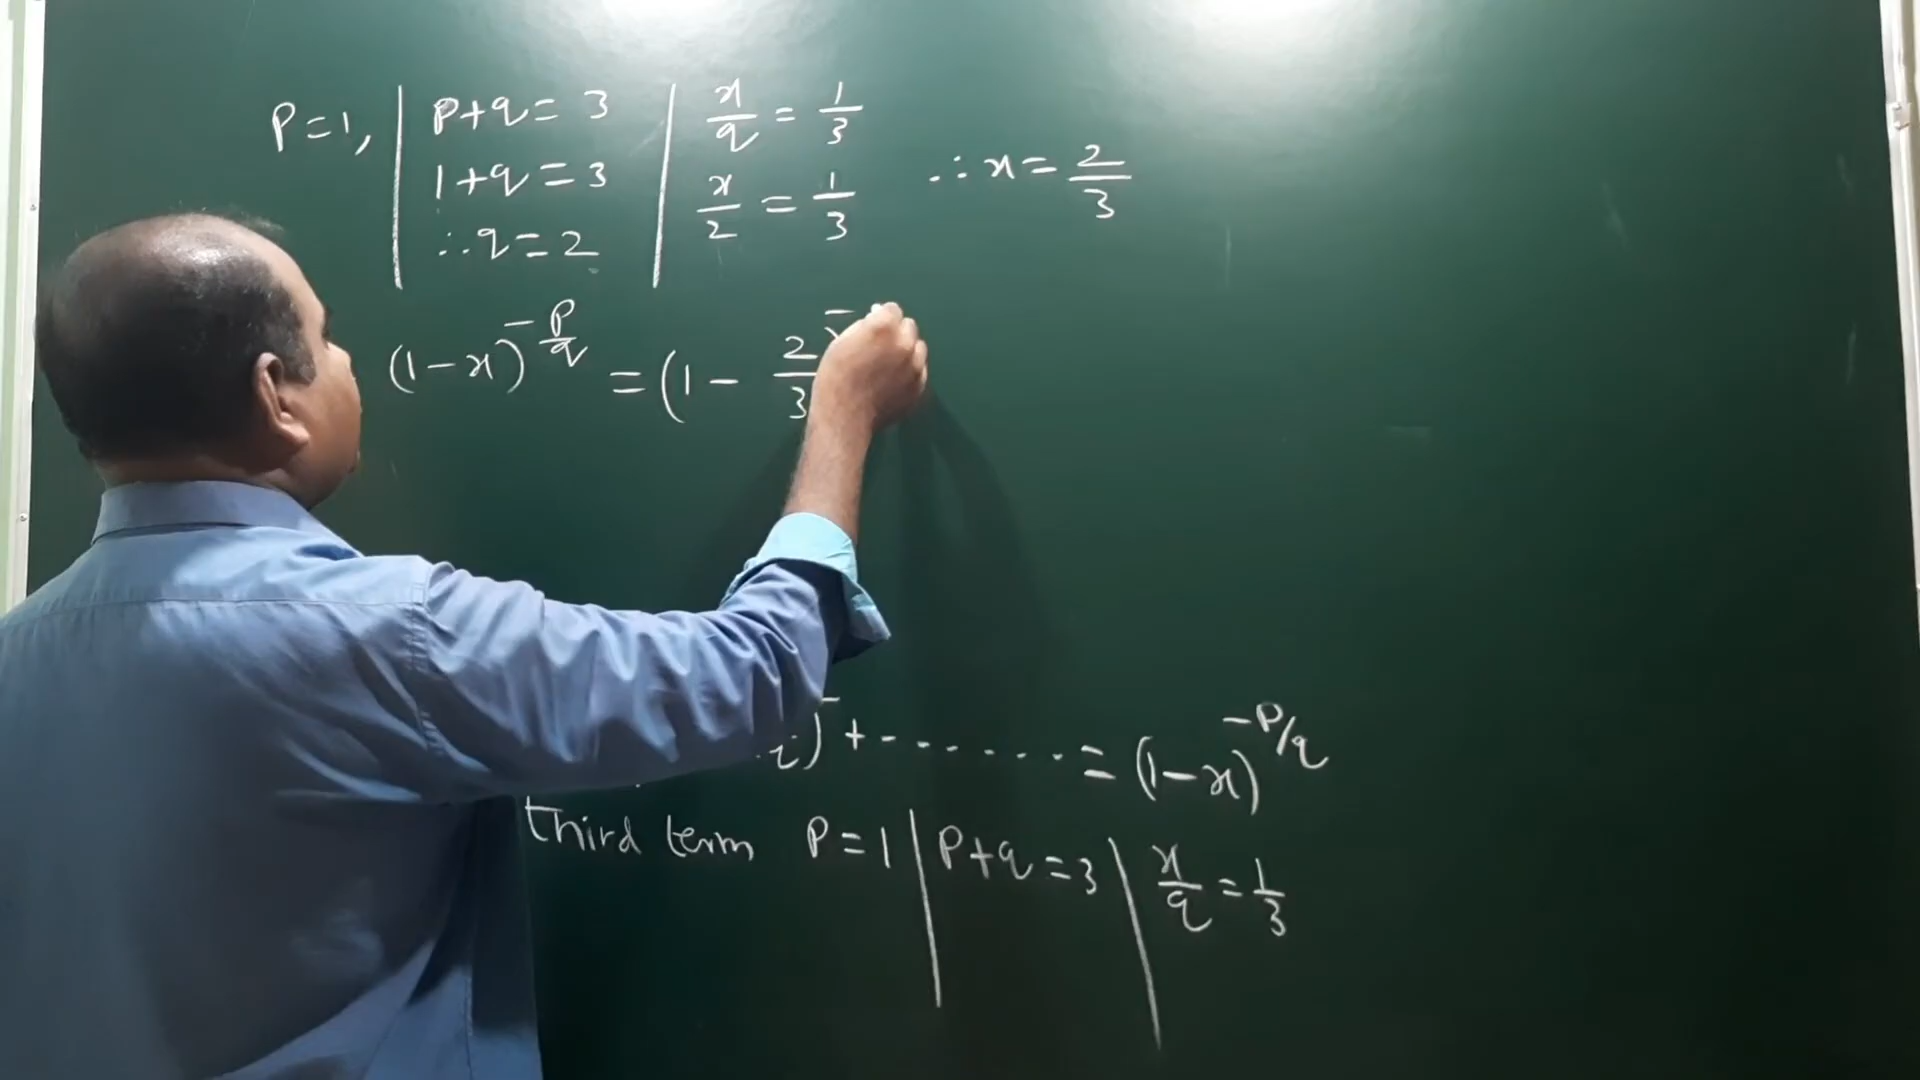 P=1, | P+q = 3 | x/q = 1/3
1+q = 3 | x/2 = 1/3 ∴ x = 2/3
∴ q = 2
(1-x)^-P/q = (1 - 2/3
q) + - - - - - - - = (1-x)^-P/q
third term P=1 | P+q = 3 | x/q = 1/3